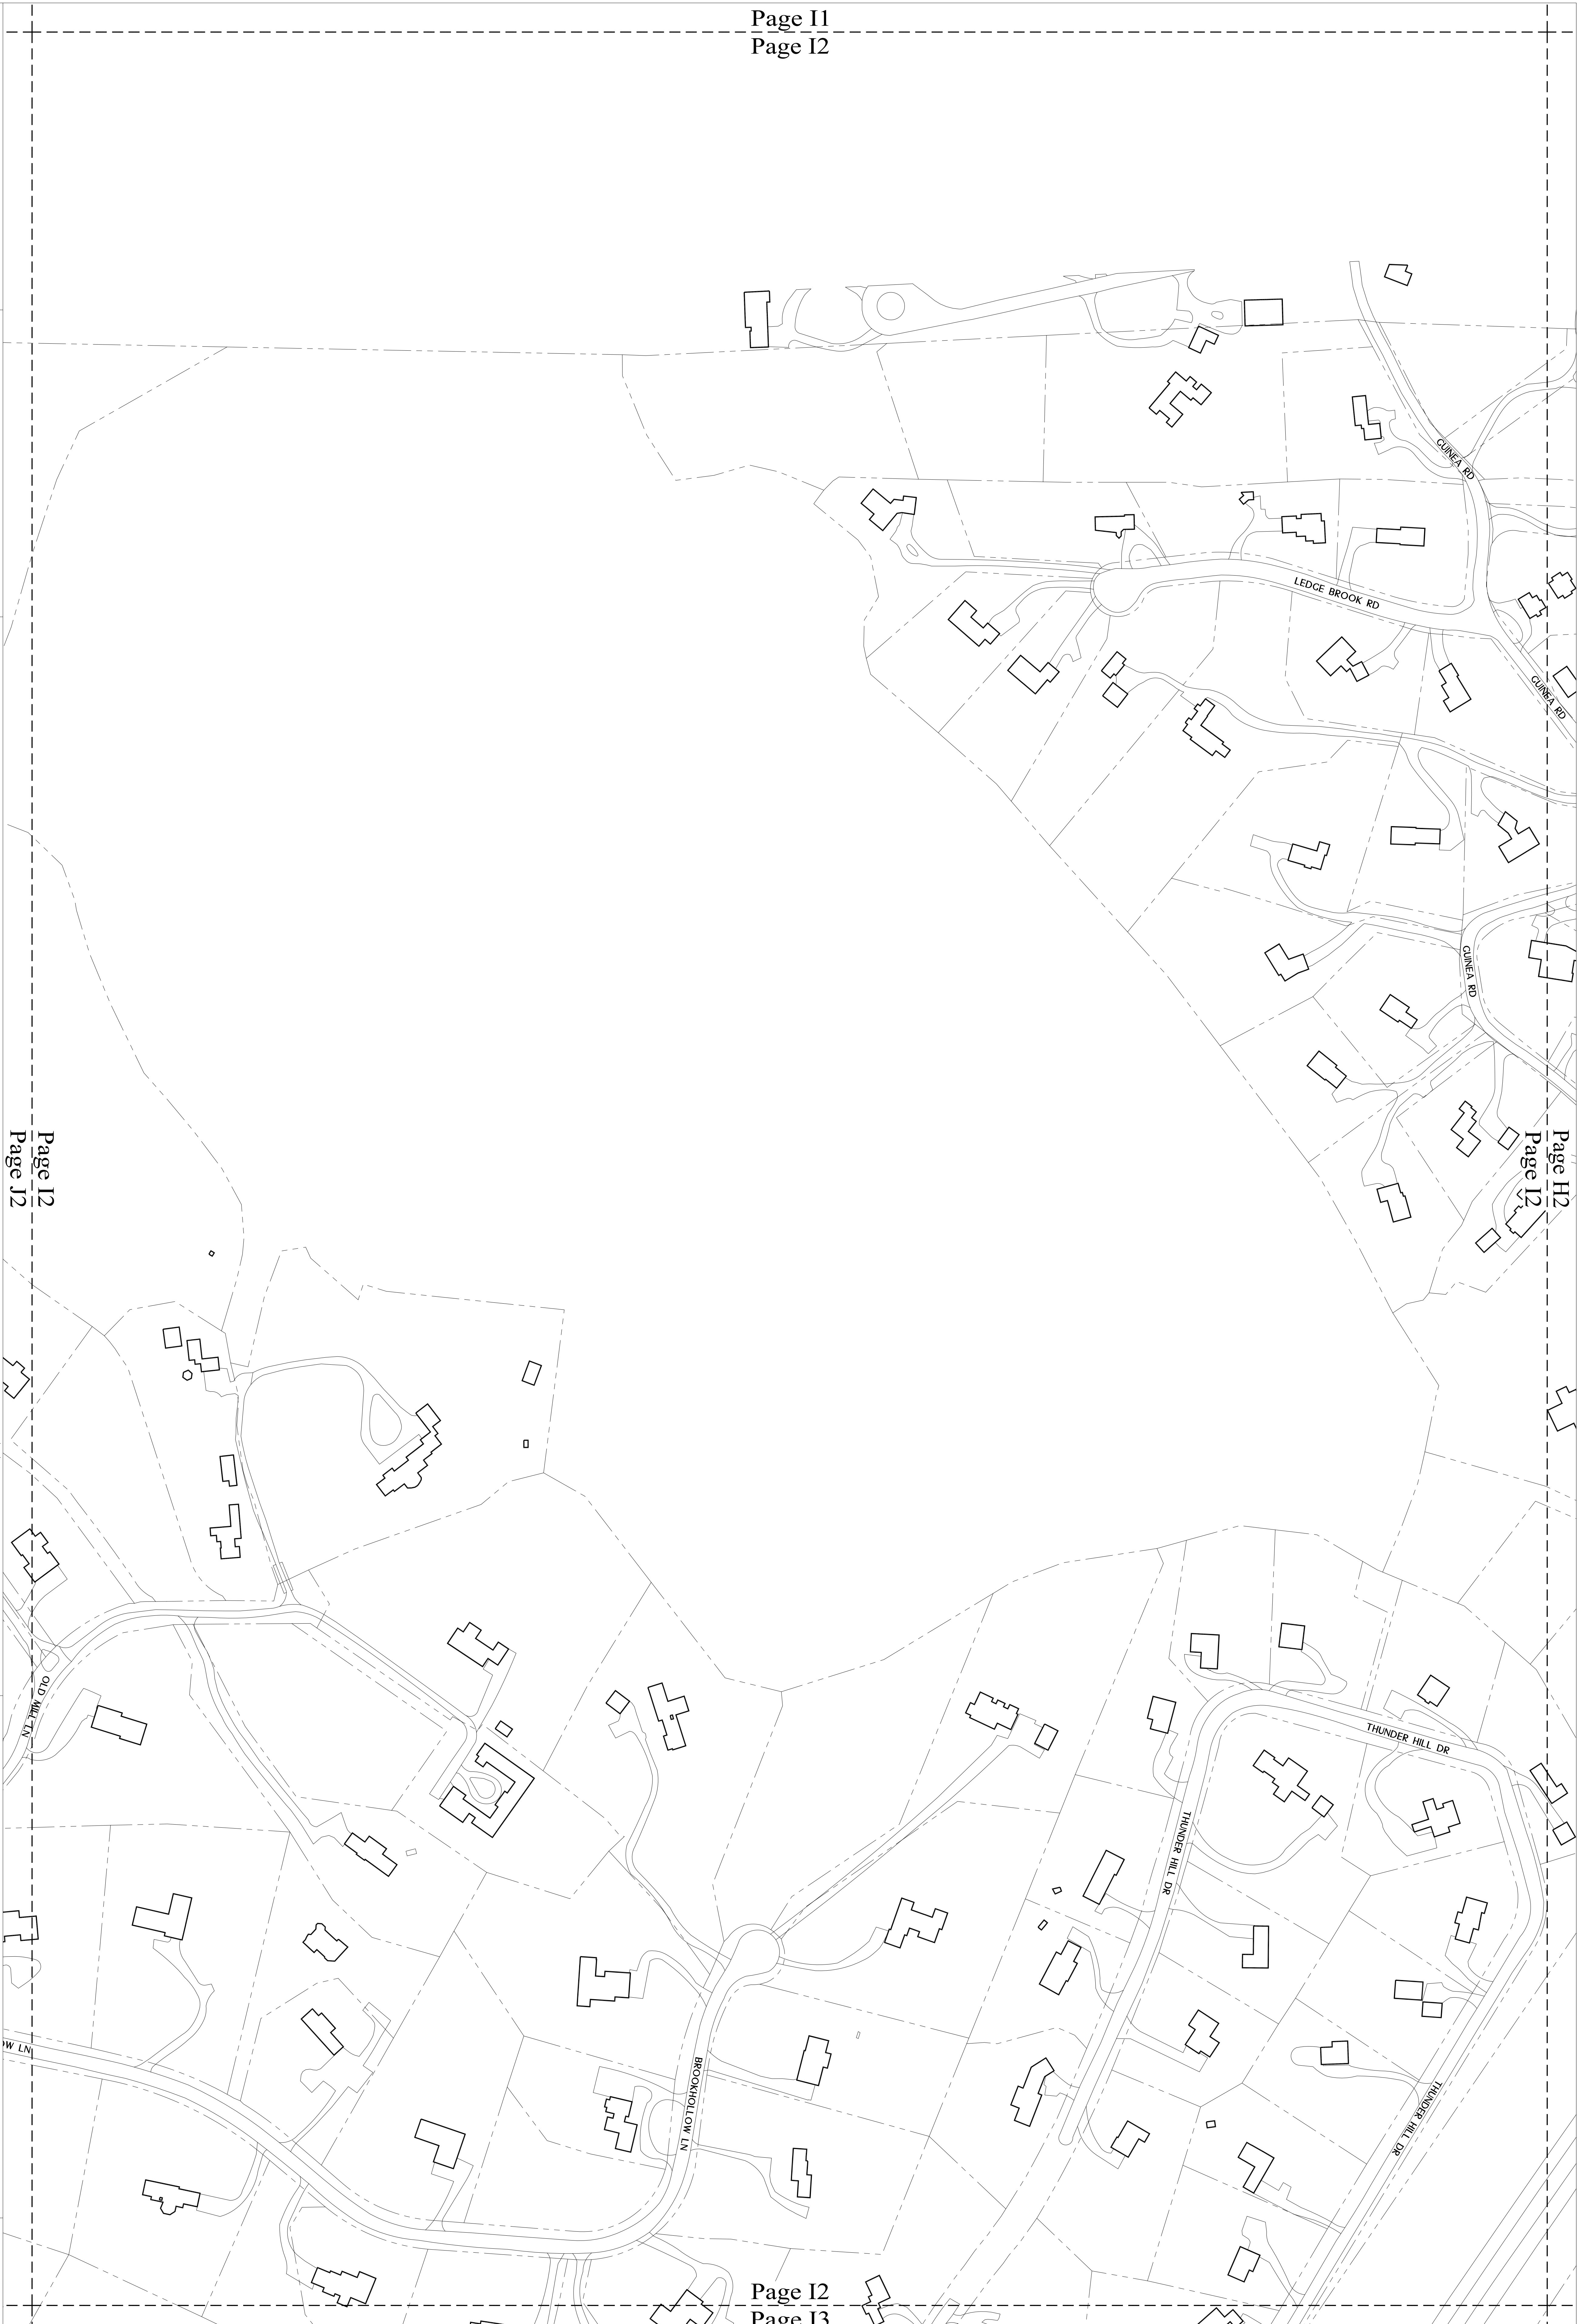 Page I1
Page I2
GUINEA RD
LEDGE BROOK RD
GUINEA RD
GUINEA RD
Page I2
Page J2
Page H2
Page I2
OLD MILL LN
THUNDER HILL DR
THUNDER HILL DR
OW LN
BROOKHOLLOW LN
THUNDER HILL DR
Page I2
Page I3